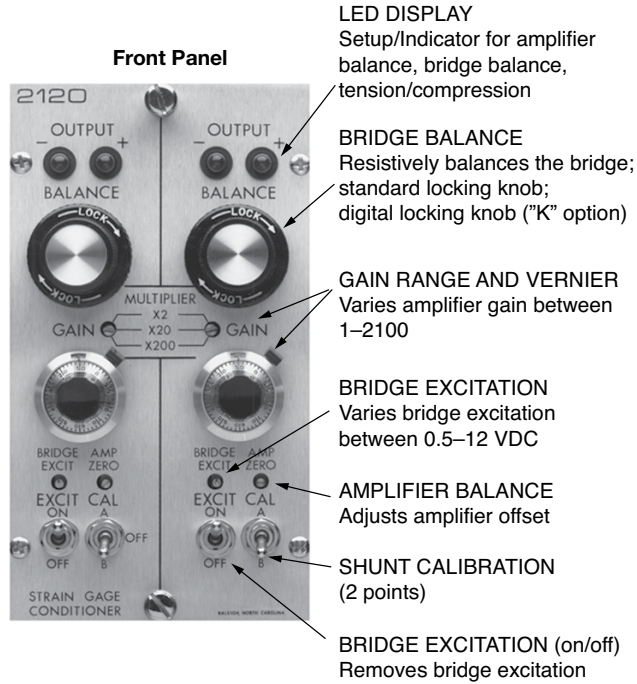 Front Panel
2120
OUTPUT
- +
BALANCE
LOCK
LOCK
OUTPUT
- +
BALANCE
LOCK
LOCK
MULTIPLIER
X2
GAIN X20 GAIN
X200
BRIDGE EXCIT
AMP ZERO
EXCIT CAL
ON A
OFF
OFF B
BRIDGE EXCIT
AMP ZERO
EXCIT CAL
ON A
OFF B
STRAIN GAGE
CONDITIONER
RALEIGH, NORTH CAROLINA
LED DISPLAY
Setup/Indicator for amplifier
balance, bridge balance,
tension/compression
BRIDGE BALANCE
Resistively balances the bridge;
standard locking knob;
digital locking knob (”K” option)
GAIN RANGE AND VERNIER
Varies amplifier gain between
1–2100
BRIDGE EXCITATION
Varies bridge excitation
between 0.5–12 VDC
AMPLIFIER BALANCE
Adjusts amplifier offset
SHUNT CALIBRATION
(2 points)
BRIDGE EXCITATION (on/off)
Removes bridge excitation